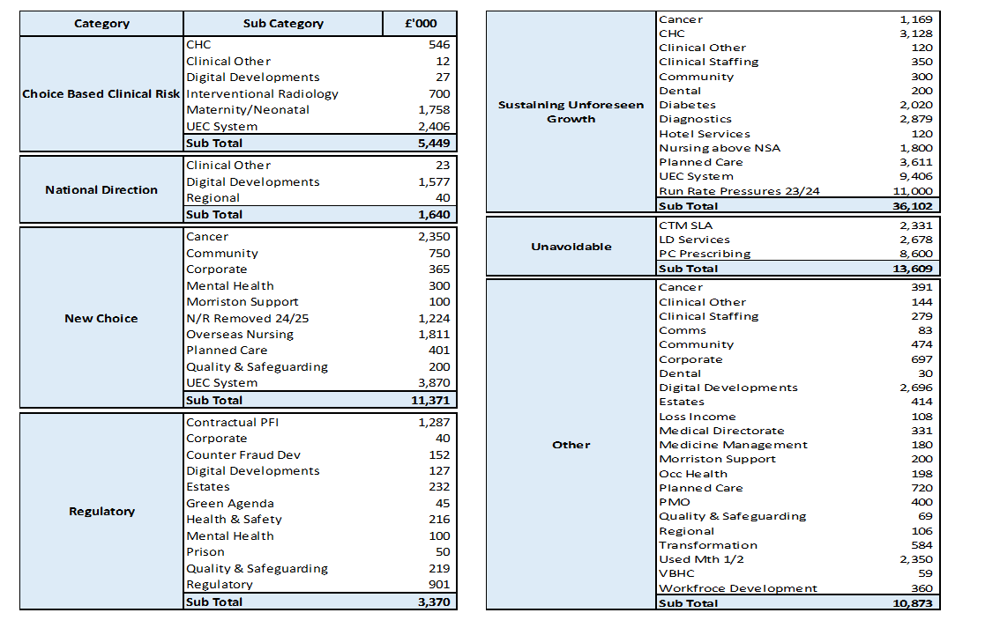 Category Sub Category £'000
Choice Based Clinical Risk
CHC 546
Clinical Other 12
Digital Developments 27
Interventional Radiology 700
Maternity/Neonatal 1,758
UEC System 2,406
Sub Total 5,449
National Direction
Clinical Other 23
Digital Developments 1,577
Regional 40
Sub Total 1,640
New Choice
Cancer 2,350
Community 750
Corporate 365
Mental Health 300
Morriston Support 100
N/R Removed 24/25 1,224
Overseas Nursing 1,811
Planned Care 401
Quality & Safeguarding 200
UEC System 3,870
Sub Total 11,371
Regulatory
Contractual PFI 1,287
Corporate 40
Counter Fraud Dev 152
Digital Developments 127
Estates 232
Green Agenda 45
Health & Safety 216
Mental Health 100
Prison 50
Quality & Safeguarding 219
Regulatory 901
Sub Total 3,370
Sustaining Unforeseen
Growth
Cancer 1,169
CHC 3,128
Clinical Other 120
Clinical Staffing 350
Community 300
Dental 200
Diabetes 2,020
Diagnostics 2,879
Hotel Services 120
Nursing above NSA 1,800
Planned Care 3,611
UEC System 9,406
Run Rate Pressures 23/24 11,000
Sub Total 36,102
Unavoidable
CTM SLA 2,331
LD Services 2,678
PC Prescribing 8,600
Sub Total 13,609
Other
Cancer 391
Clinical Other 144
Clinical Staffing 279
Comms 83
Community 474
Corporate 697
Dental 30
Digital Developments 2,696
Estates 414
Loss Income 108
Medical Directorate 331
Medicine Management 180
Morriston Support 200
Occ Health 198
Planned Care 720
PMO 400
Quality & Safeguarding 69
Regional 106
Transformation 584
Used Mth 1/2 2,350
VBHC 59
Workfroce Development 360
Sub Total 10,873